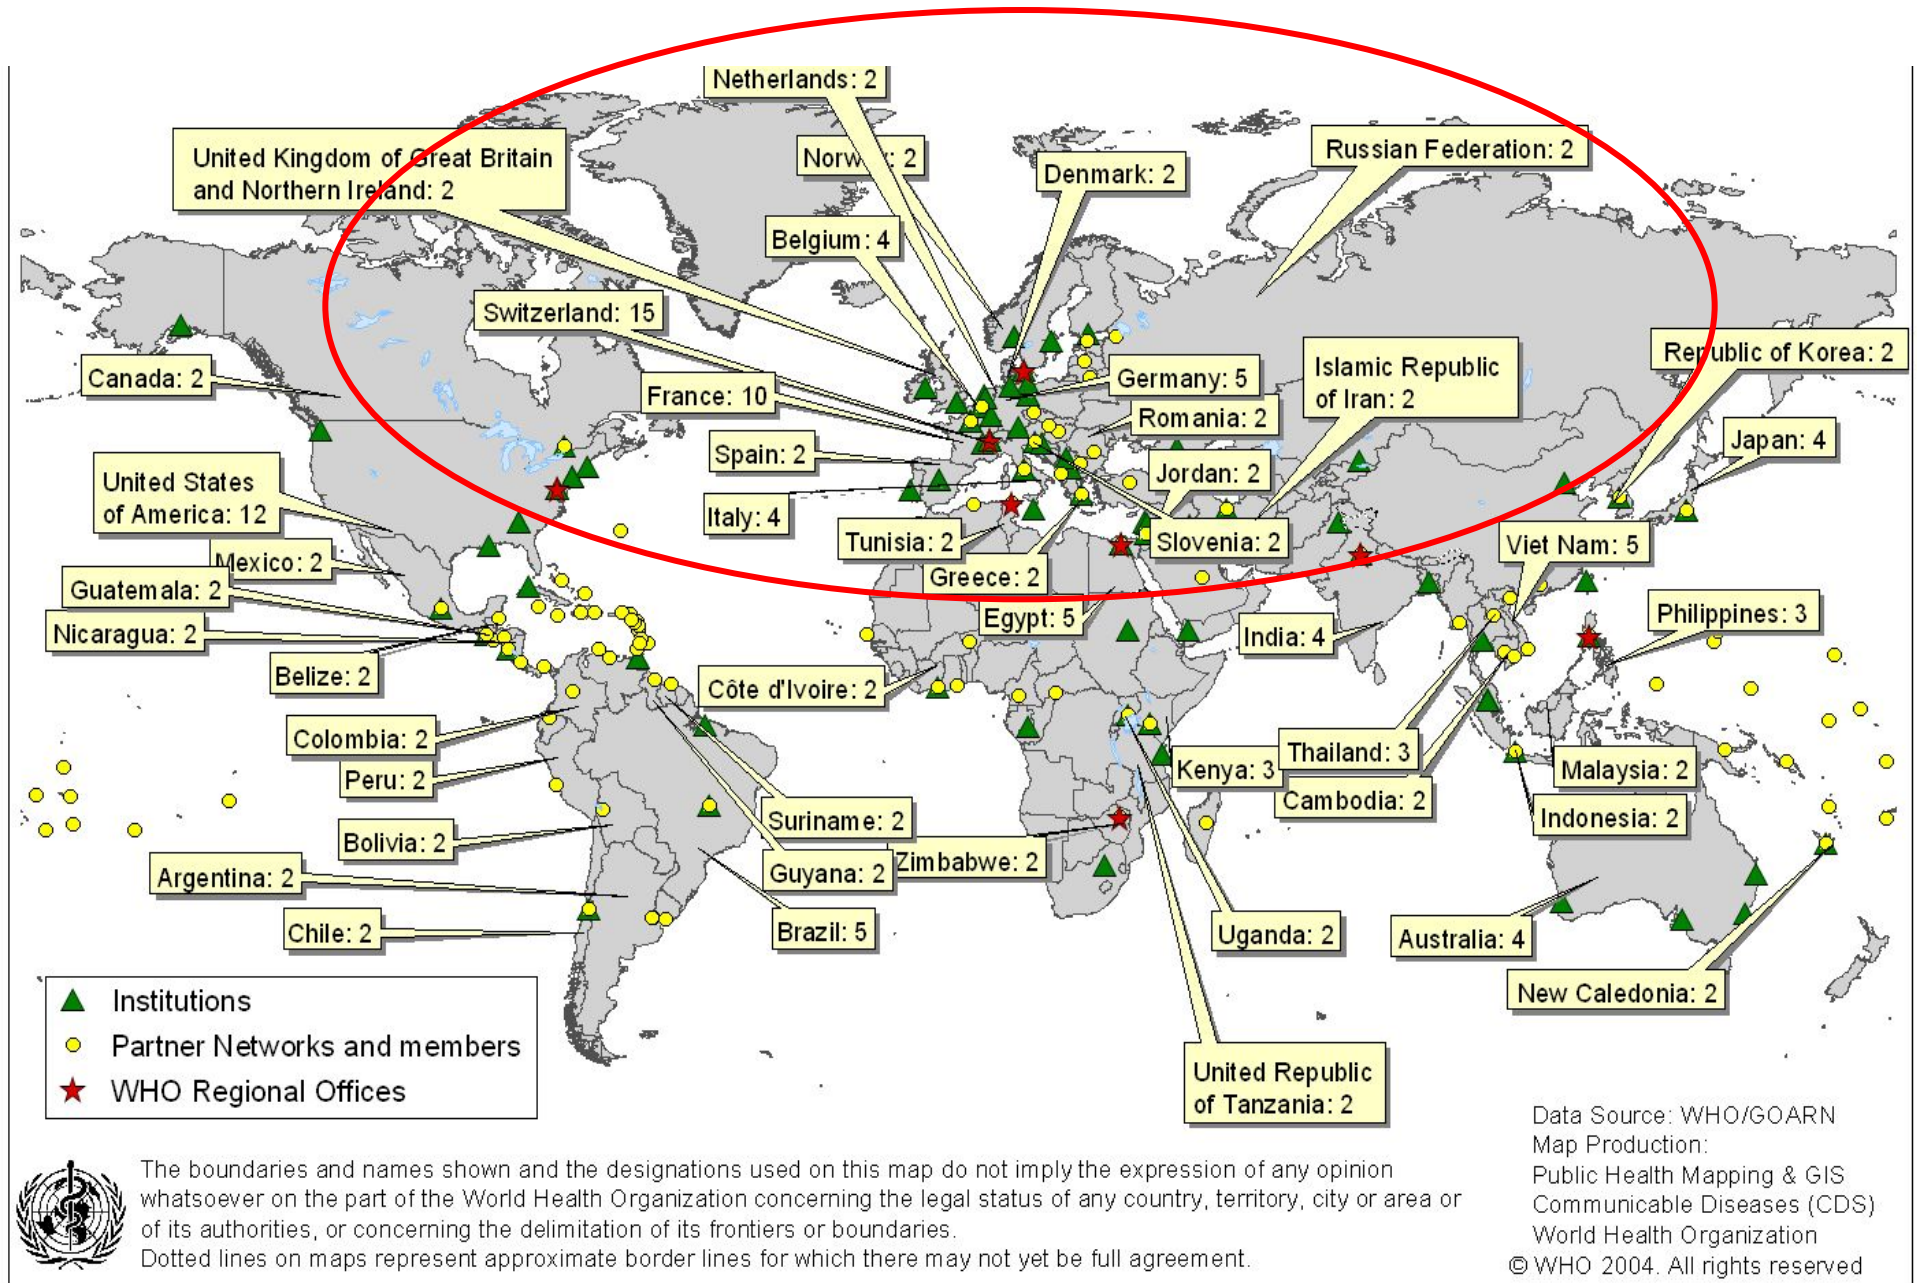 Netherlands: 2
United Kingdom of Great Britain
and Northern Ireland: 2
Norway: 2
Denmark: 2
Russian Federation: 2
Belgium: 4
Switzerland: 15
Canada: 2
France: 10
Germany: 5
Islamic Republic
of Iran: 2
Republic of Korea: 2
Romania: 2
Japan: 4
Spain: 2
Jordan: 2
United States
of America: 12
Italy: 4
Tunisia: 2
Slovenia: 2
Viet Nam: 5
Mexico: 2
Greece: 2
Guatemala: 2
Egypt: 5
Philippines: 3
Nicaragua: 2
India: 4
Belize: 2
Côte d'Ivoire: 2
Colombia: 2
Thailand: 3
Kenya: 3
Malaysia: 2
Peru: 2
Cambodia: 2
Suriname: 2
Indonesia: 2
Bolivia: 2
Zimbabwe: 2
Guyana: 2
Argentina: 2
Chile: 2
Brazil: 5
Uganda: 2
Australia: 4
New Caledonia: 2
Institutions
Partner Networks and members
WHO Regional Offices
United Republic
of Tanzania: 2
Data Source: WHO/GOARN
Map Production:
Public Health Mapping & GIS
Communicable Diseases (CDS)
World Health Organization
© WHO 2004. All rights reserved
The boundaries and names shown and the designations used on this map do not imply the expression of any opinion
whatsoever on the part of the World Health Organization concerning the legal status of any country, territory, city or area or
of its authorities, or concerning the delimitation of its frontiers or boundaries.
Dotted lines on maps represent approximate border lines for which there may not yet be full agreement.